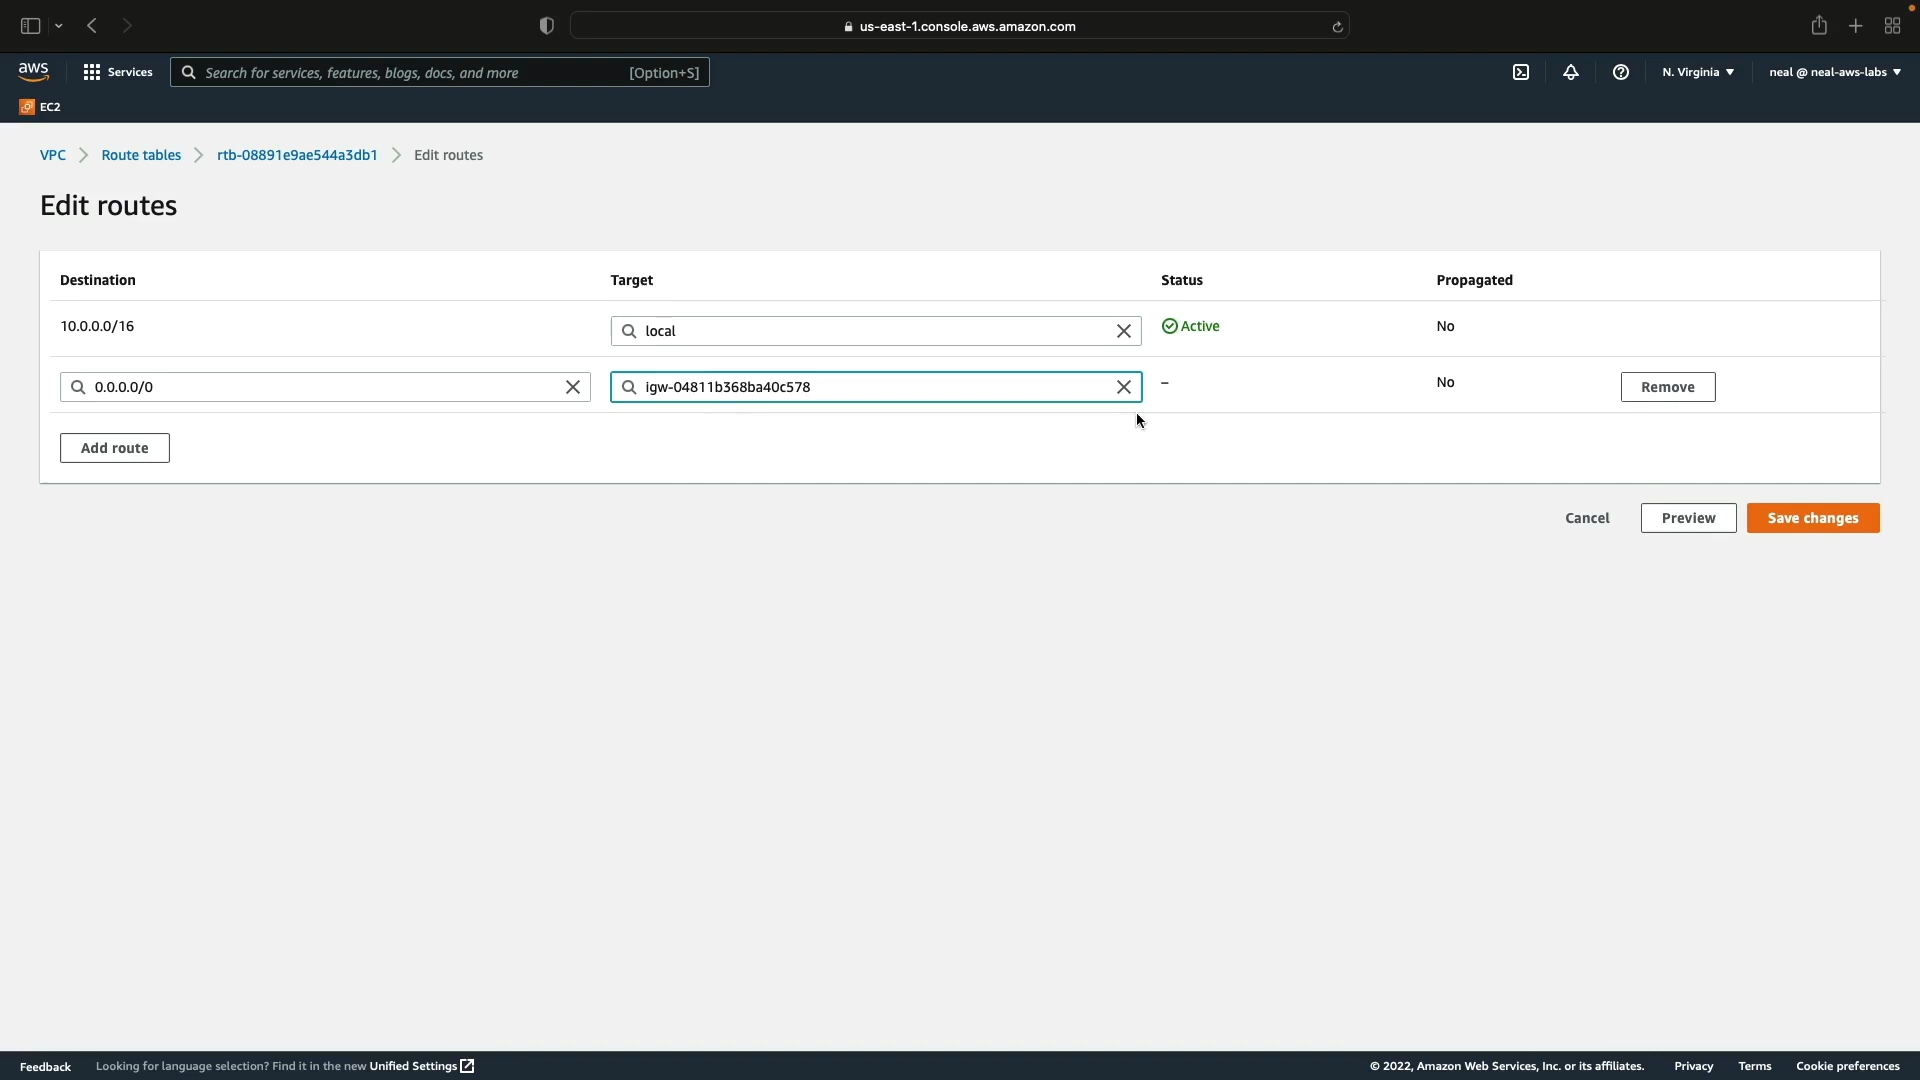 us-east-1.console.aws.amazon.com
aws Services Search for services, features, blogs, docs, and more [Option+S] N. Virginia neal @ neal-aws-labs
EC2
VPC Route tables rtb-08891e9ae544a3db1 Edit routes
Edit routes
Destination Target Status Propagated
10.0.0.0/16 local Active No
0.0.0.0/0 igw-04811b368ba40c578 – No Remove
Add route
Cancel Preview Save changes
Feedback Looking for language selection? Find it in the new Unified Settings © 2022, Amazon Web Services, Inc. or its affiliates. Privacy Terms Cookie preferences